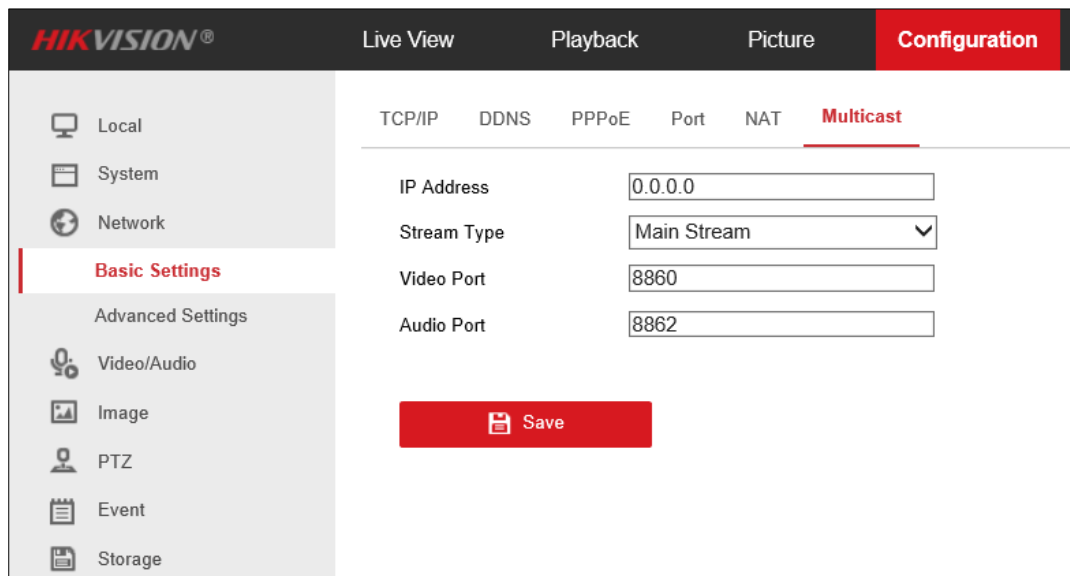 HIKVISION®
Live View Playback Picture Configuration
Local
System
Network
Basic Settings
Advanced Settings
Video/Audio
Image
PTZ
Event
Storage
TCP/IP DDNS PPPoE Port NAT Multicast
IP Address 0.0.0.0
Stream Type Main Stream
Video Port 8860
Audio Port 8862
Save